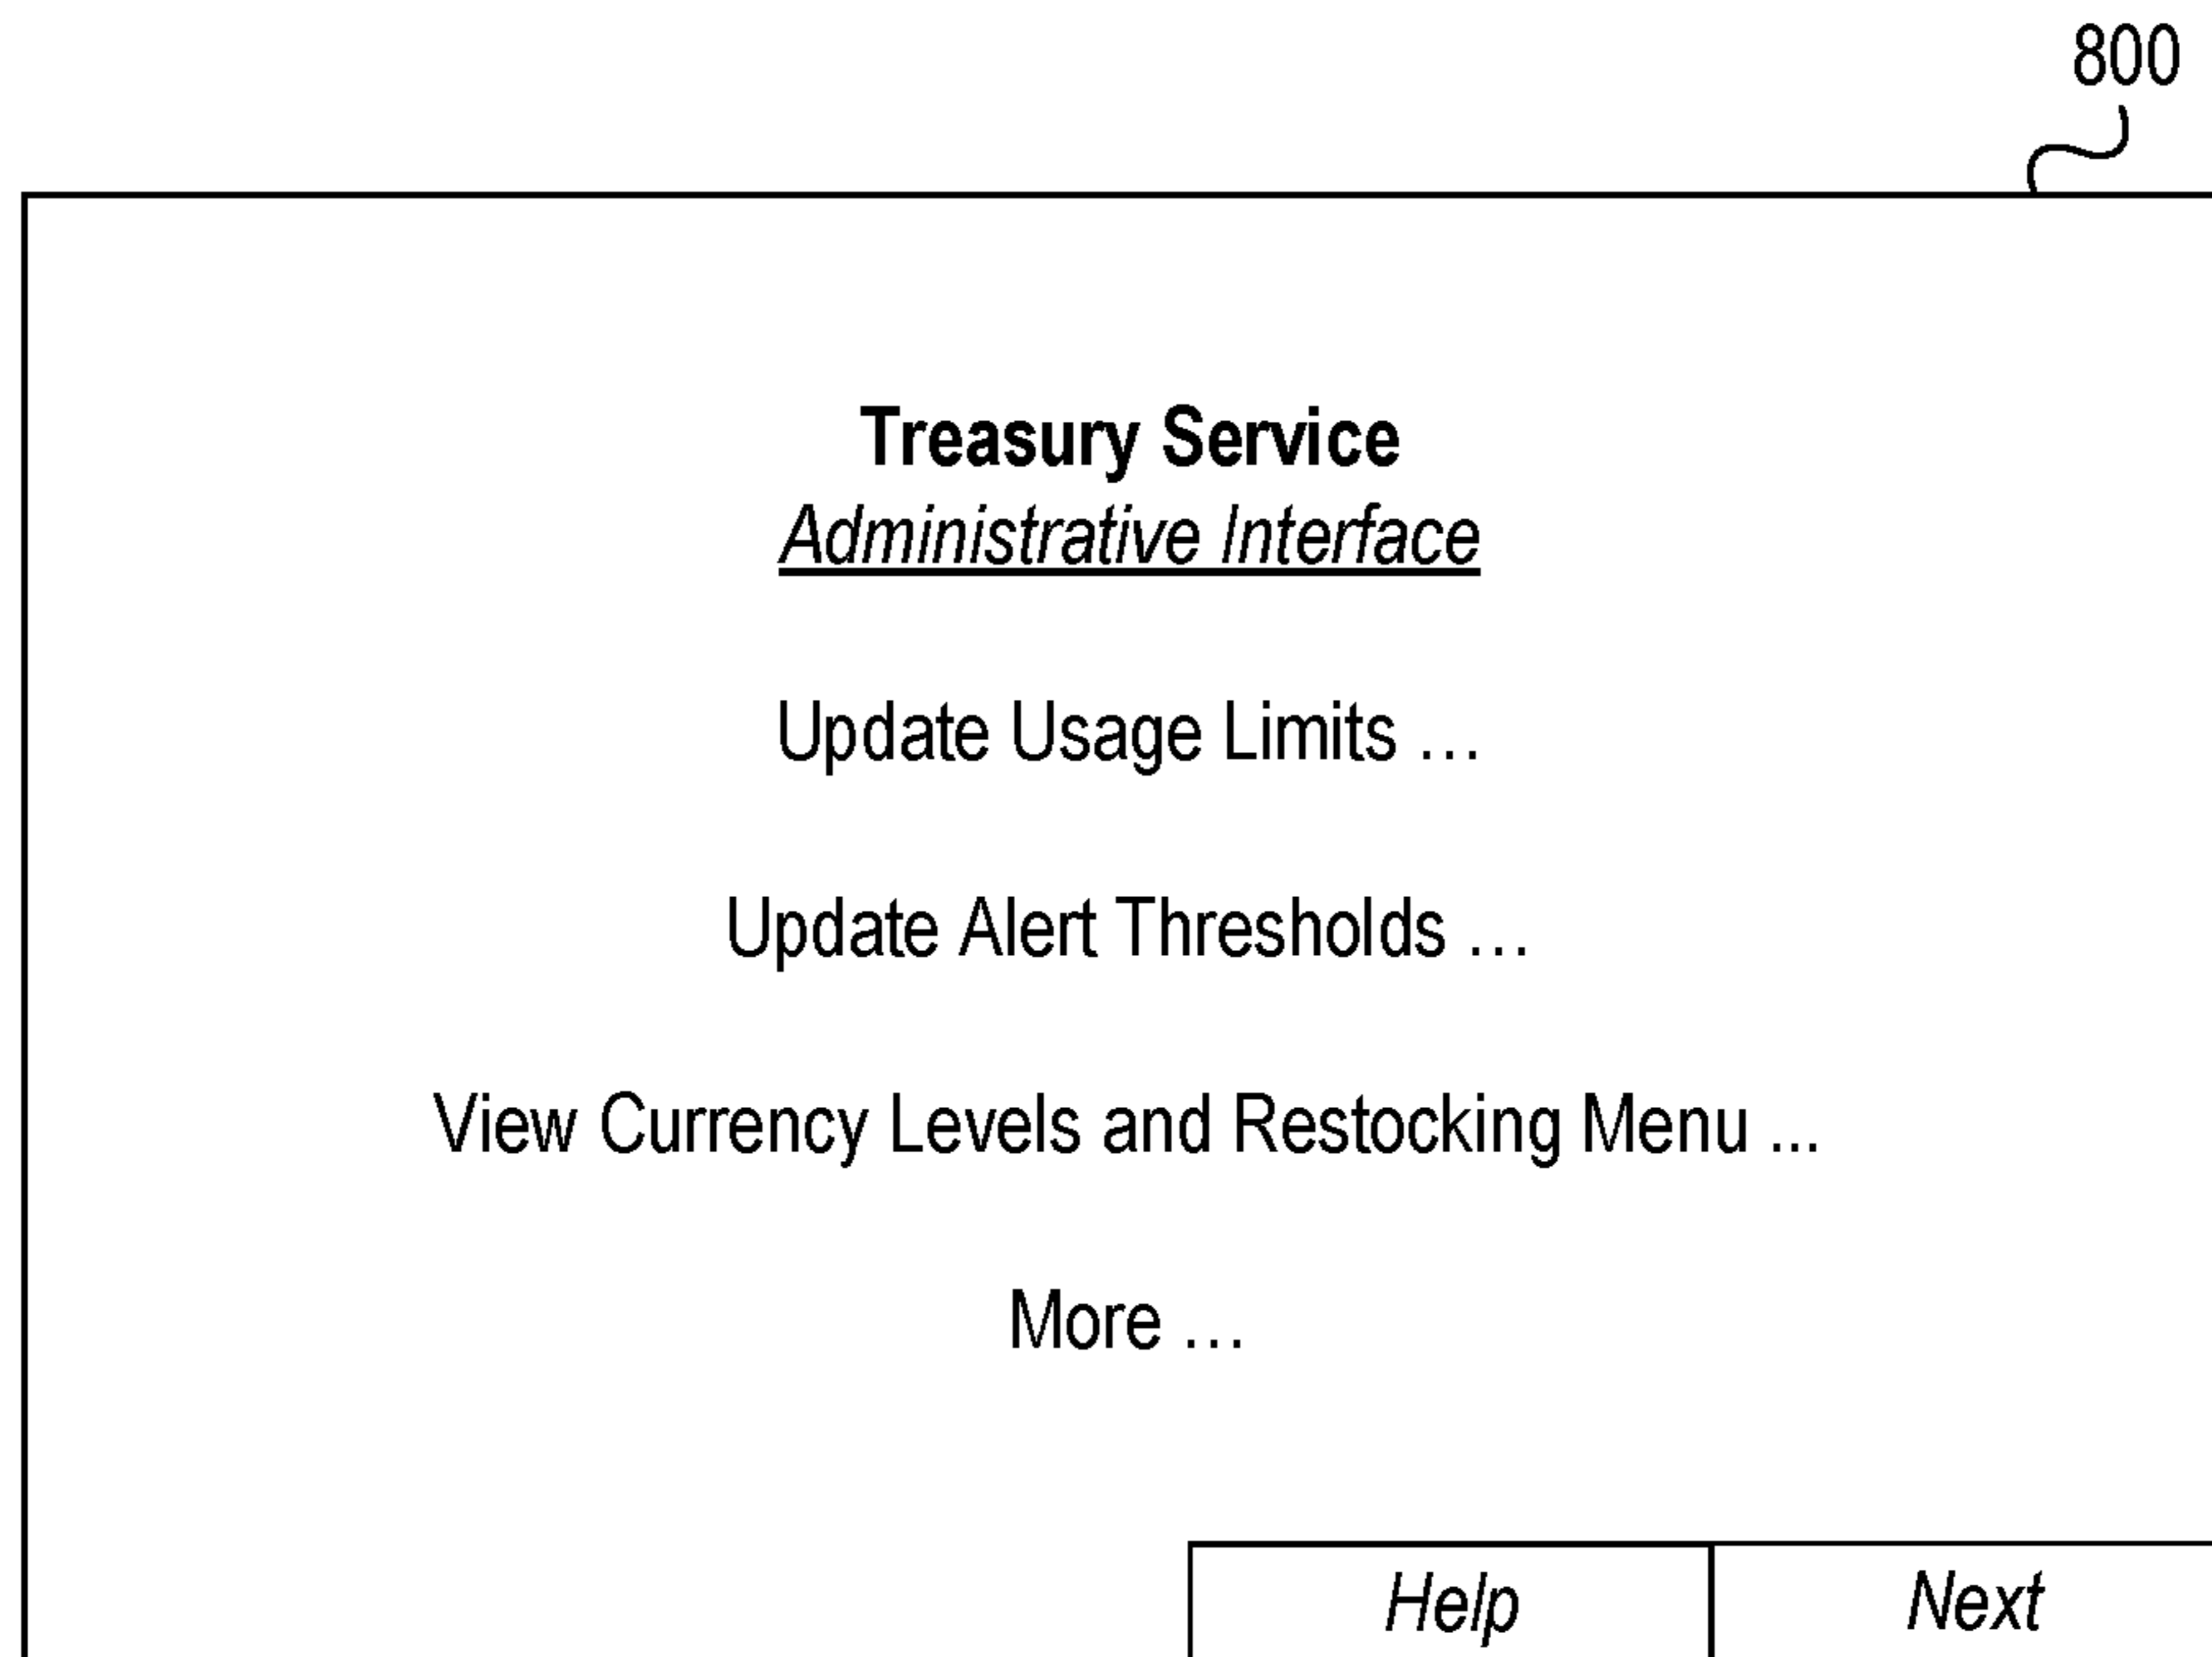 800
Treasury Service
Administrative Interface
Update Usage Limits …
Update Alert Thresholds …
View Currency Levels and Restocking Menu ...
More …
Help
Next